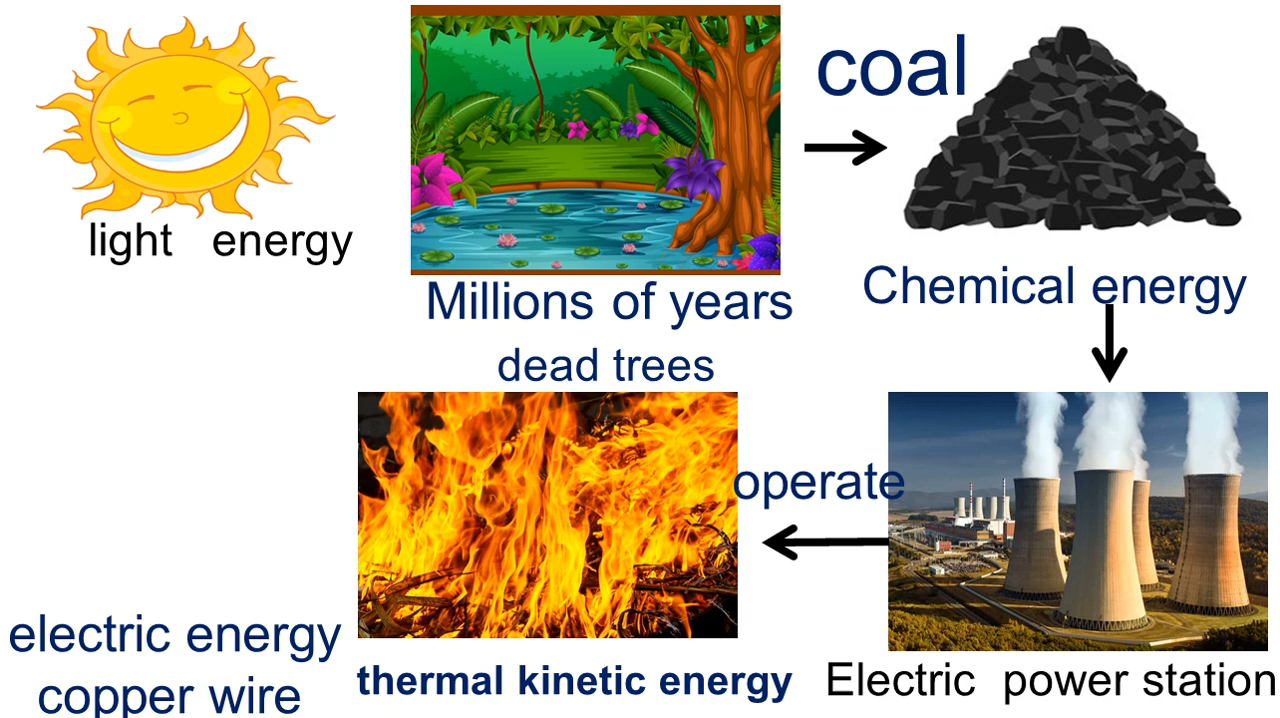 coal
light energy
Millions of years
dead trees
Chemical energy
operate
electric energy
copper wire
thermal kinetic energy
Electric power station